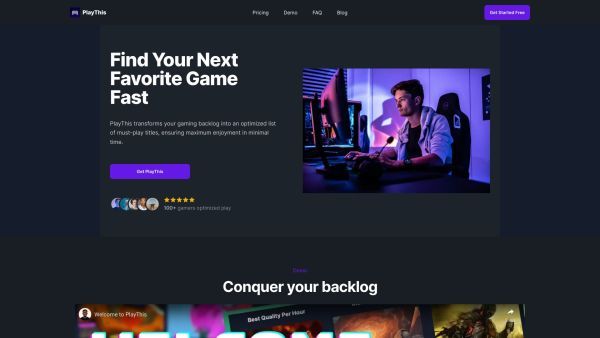 PlayThis
Pricing
Demo
FAQ
Blog
Get Started Free
Find Your Next
Favorite Game
Fast
PlayThis transforms your gaming backlog into an optimized list
of must-play titles, ensuring maximum enjoyment in minimal
time.
Get PlayThis
100+ gamers optimized play
Demo
Conquer your backlog
Welcome to PlayThis
Best Quality Per Hour